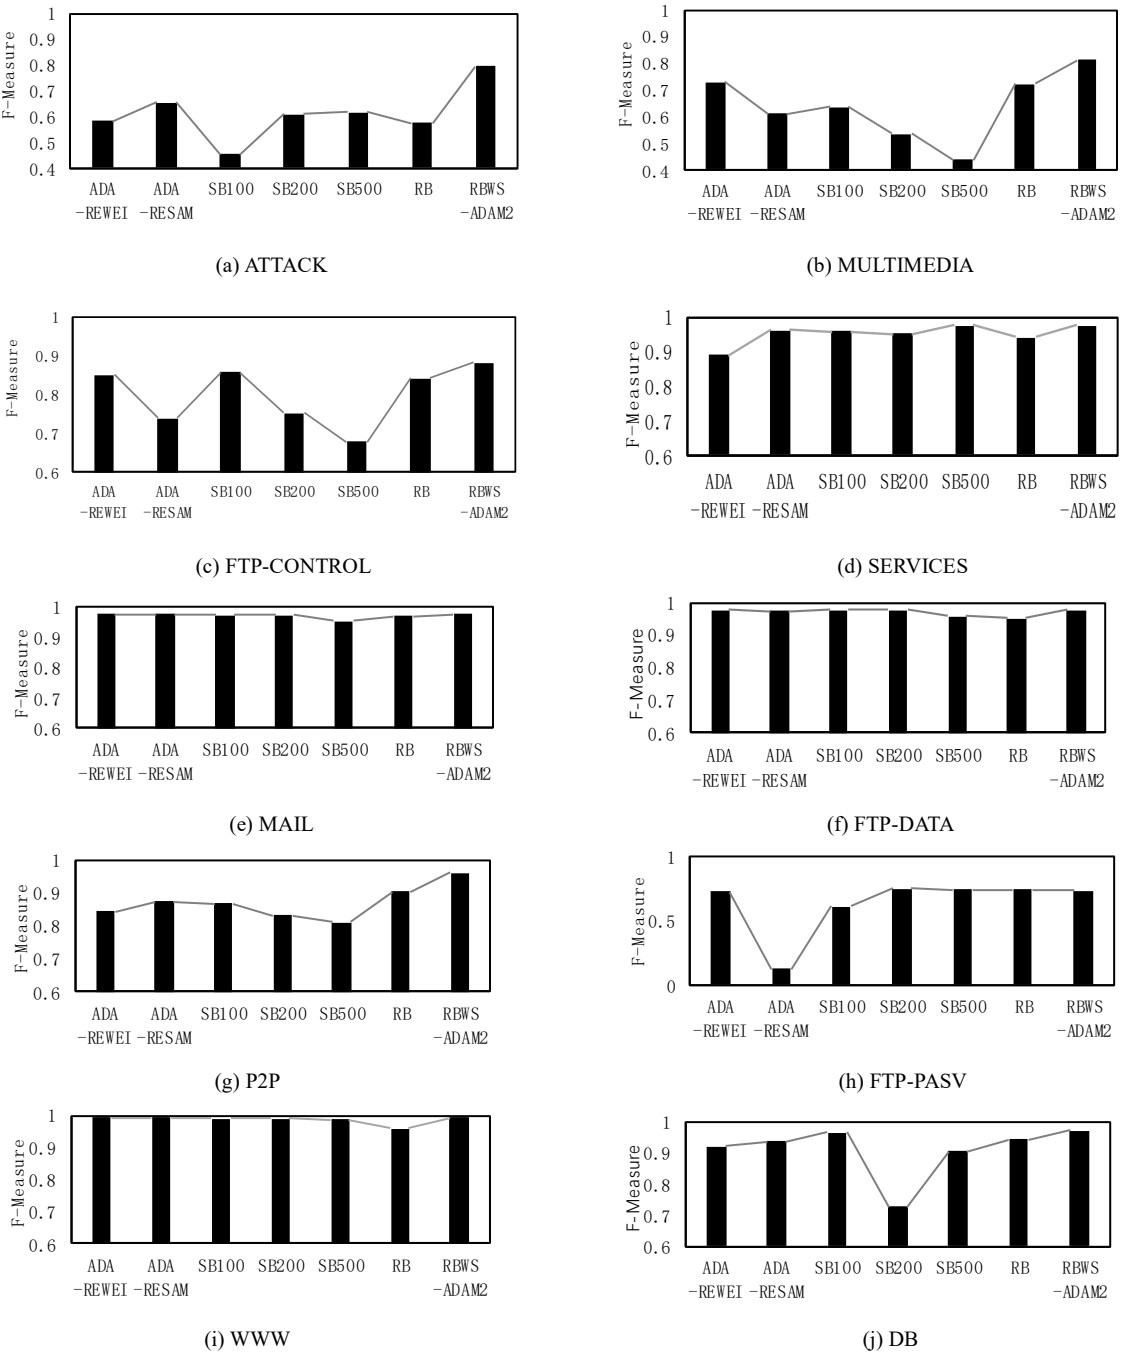 1
0.9
0.8
0.7
0.6
0.5
0.4
F-Measure
ADA SB100 SB200 SB500 RB RBWS
ADA
-REWEI -RESAM -ADAM2
(a) ATTACK
1
0.9
0.8
0.7
0.6
0.5
0.4
F-Measure
ADA ADA SB100 SB200 SB500 RB RBWS
-REWEI -RESAM -ADAM2
(b) MULTIMEDIA
1
0.9
0.8
0.7
0.6
F-Measure
ADA ADA SB100 SB200 SB500 RB RBWS
-REWEI -RESAM -ADAM2
(c) FTP-CONTROL
1
0.9
0.8
0.7
0.6
F-Measure
ADA ADA SB100 SB200 SB500 RB RBWS
-REWEI -RESAM -ADAM2
(d) SERVICES
1
0.9
0.8
0.7
0.6
F-Measure
ADA ADA SB100 SB200 SB500 RB RBWS
-REWEI -RESAM -ADAM2
(e) MAIL
1
0.9
0.8
0.7
0.6
F-Measure
ADA ADA SB100 SB200 SB500 RB RBWS
-REWEI -RESAM -ADAM2
(f) FTP-DATA
1
0.9
0.8
0.7
0.6
F-Measure
ADA ADA SB100 SB200 SB500 RB RBWS
-REWEI -RESAM -ADAM2
(g) P2P
1
0.5
0
F-Measure
ADA ADA SB100 SB200 SB500 RB RBWS
-REWEI -RESAM -ADAM2
(h) FTP-PASV
1
0.9
0.8
0.7
0.6
F-Measure
ADA ADA SB100 SB200 SB500 RB RBWS
-REWEI -RESAM -ADAM2
(i) WWW
1
0.9
0.8
0.7
0.6
F-Measure
ADA ADA SB100 SB200 SB500 RB RBWS
-REWEI -RESAM -ADAM2
(j) DB